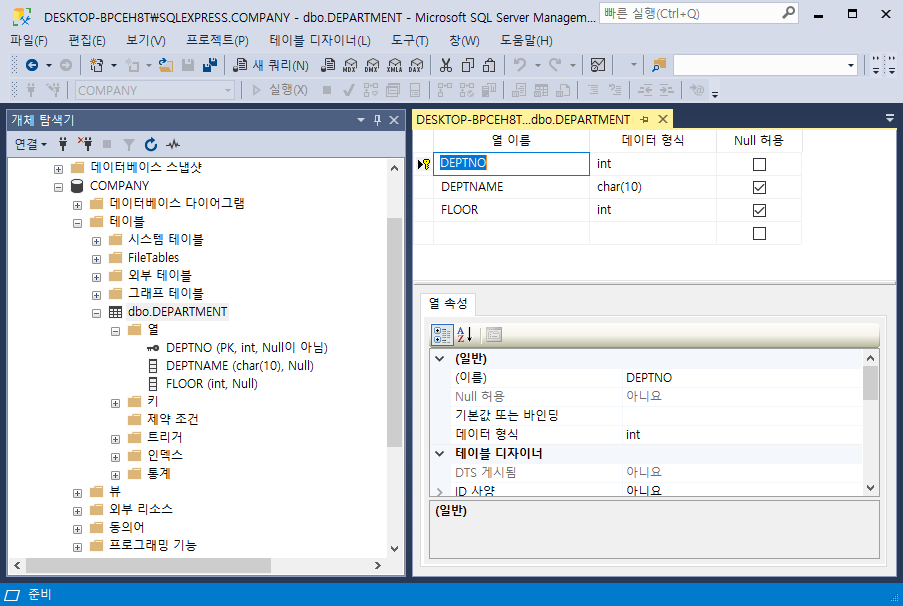 DESKTOP-BPCEH8T₩SQLEXPRESS.COMPANY - dbo.DEPARTMENT - Microsoft SQL Server Managem...
빠른 실행(Ctrl+Q)
파일(F) 편집(E) 보기(V) 프로젝트(P) 테이블 디자이너(L) 도구(T) 창(W) 도움말(H)
새 쿼리(N)
MDX DMX XMLA DAX
COMPANY
실행(X)
개체 탐색기
연결
데이터베이스 스냅샷
COMPANY
데이터베이스 다이어그램
테이블
시스템 테이블
FileTables
외부 테이블
그래프 테이블
dbo.DEPARTMENT
열
DEPTNO (PK, int, Null이 아님)
DEPTNAME (char(10), Null)
FLOOR (int, Null)
키
제약 조건
트리거
인덱스
통계
뷰
외부 리소스
동의어
프로그래밍 기능
DESKTOP-BPCEH8T...dbo.DEPARTMENT
열 이름 데이터 형식 Null 허용
DEPTNO int
DEPTNAME char(10)
FLOOR int
열 속성
(일반)
(이름) DEPTNO
Null 허용 아니요
기본값 또는 바인딩
데이터 형식 int
테이블 디자이너
DTS 게시됨 아니요
ID 사양 아니요
(일반)
준비